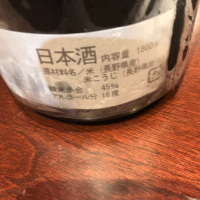 日本酒 内容量 1800
原材料名／米（長野県産
米こうじ（長野県
精米歩合 45%
アルコール分 16度